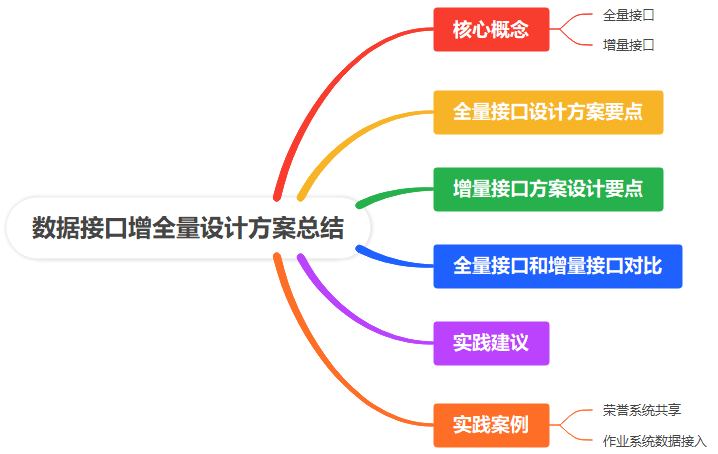 数据接口增全量设计方案总结
核心概念
全量接口
增量接口
全量接口设计方案要点
增量接口方案设计要点
全量接口和增量接口对比
实践建议
实践案例
荣誉系统共享
作业系统数据接入